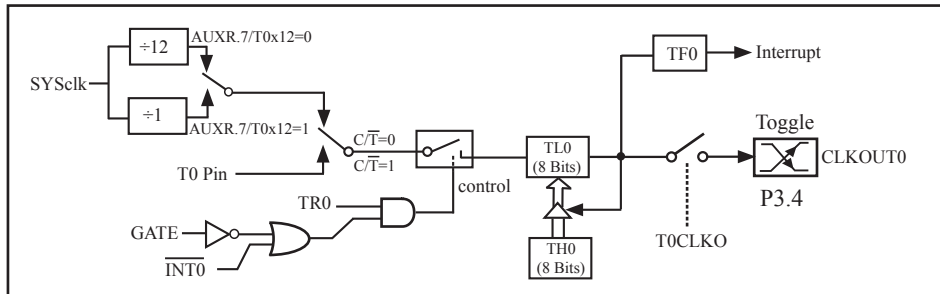 AUXR.7/T0x12=0
÷12
SYSclk
÷1
AUXR.7/T0x12=1
C/T̅=0
C/T̅=1
T0 Pin
control
TR0
GATE
I̅N̅T̅0̅
TL0
(8 Bits)
TH0
(8 Bits)
TF0
Interrupt
Toggle
CLKOUT0
P3.4
T0CLKO